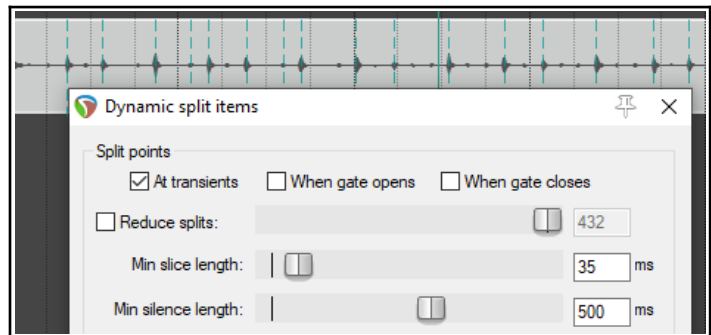 Dynamic split items
Split points
At transients When gate opens When gate closes
Reduce splits: 432
Min slice length: 35 ms
Min silence length: 500 ms